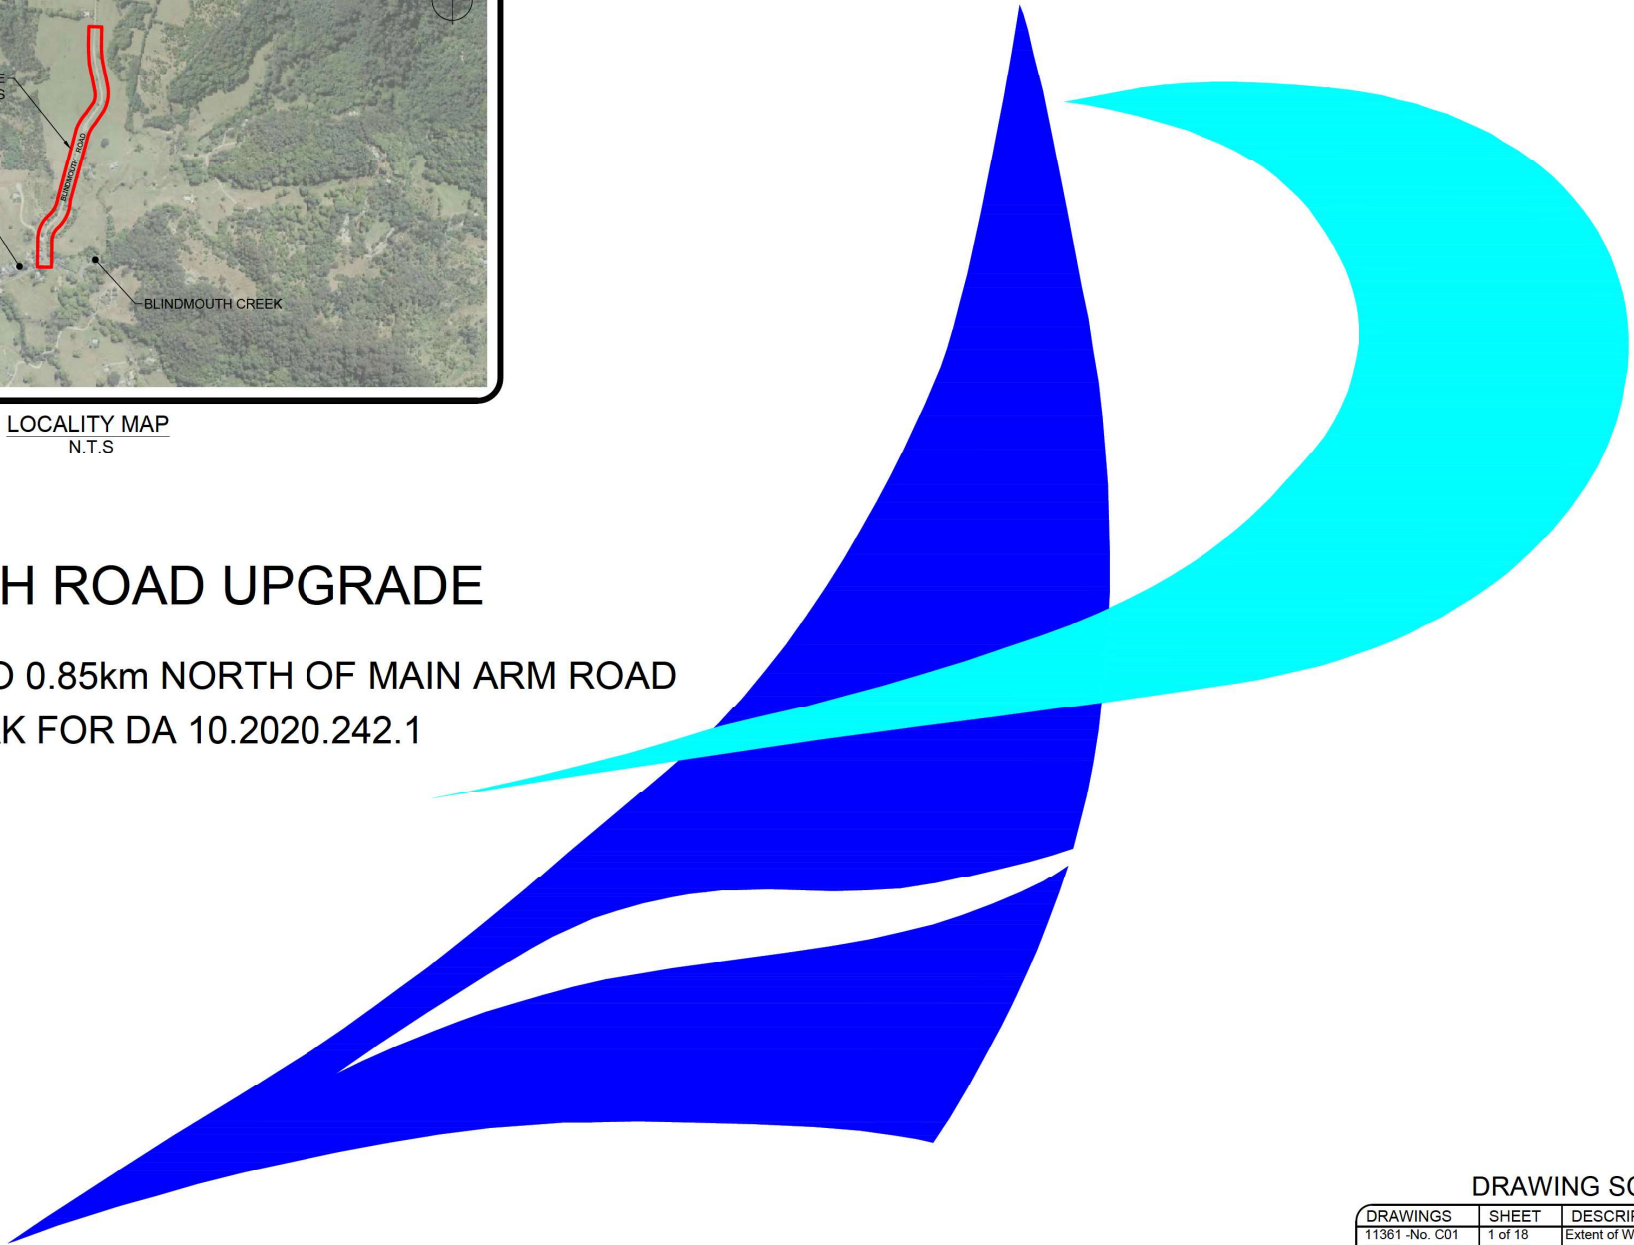 BLINDMOUTH ROAD
BLINDMOUTH CREEK
LOCALITY MAP
N.T.S
H ROAD UPGRADE
0.85km NORTH OF MAIN ARM ROAD
K FOR DA 10.2020.242.1
DRAWING SC
DRAWINGS SHEET DESCRIP
11361 -No. C01 1 of 18 Extent of W